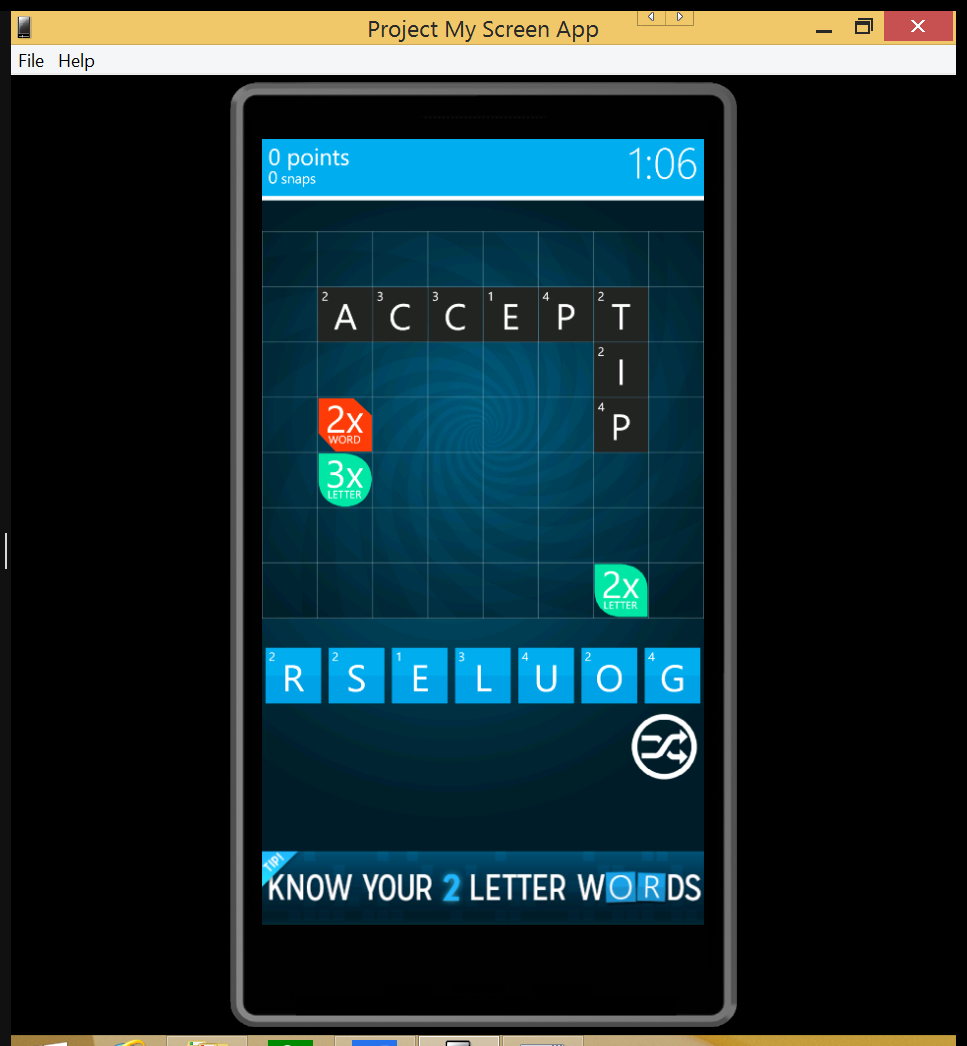 Project My Screen App
File Help
0 points
0 snaps
1:06
2 A 3 C 3 C 1 E 4 P 2 T
2 I
2x
WORD
4 P
3x
LETTER
2x
LETTER
2 R 2 S 1 E 3 L 4 U 2 O 4 G
TIP!
KNOW YOUR 2 LETTER WORDS